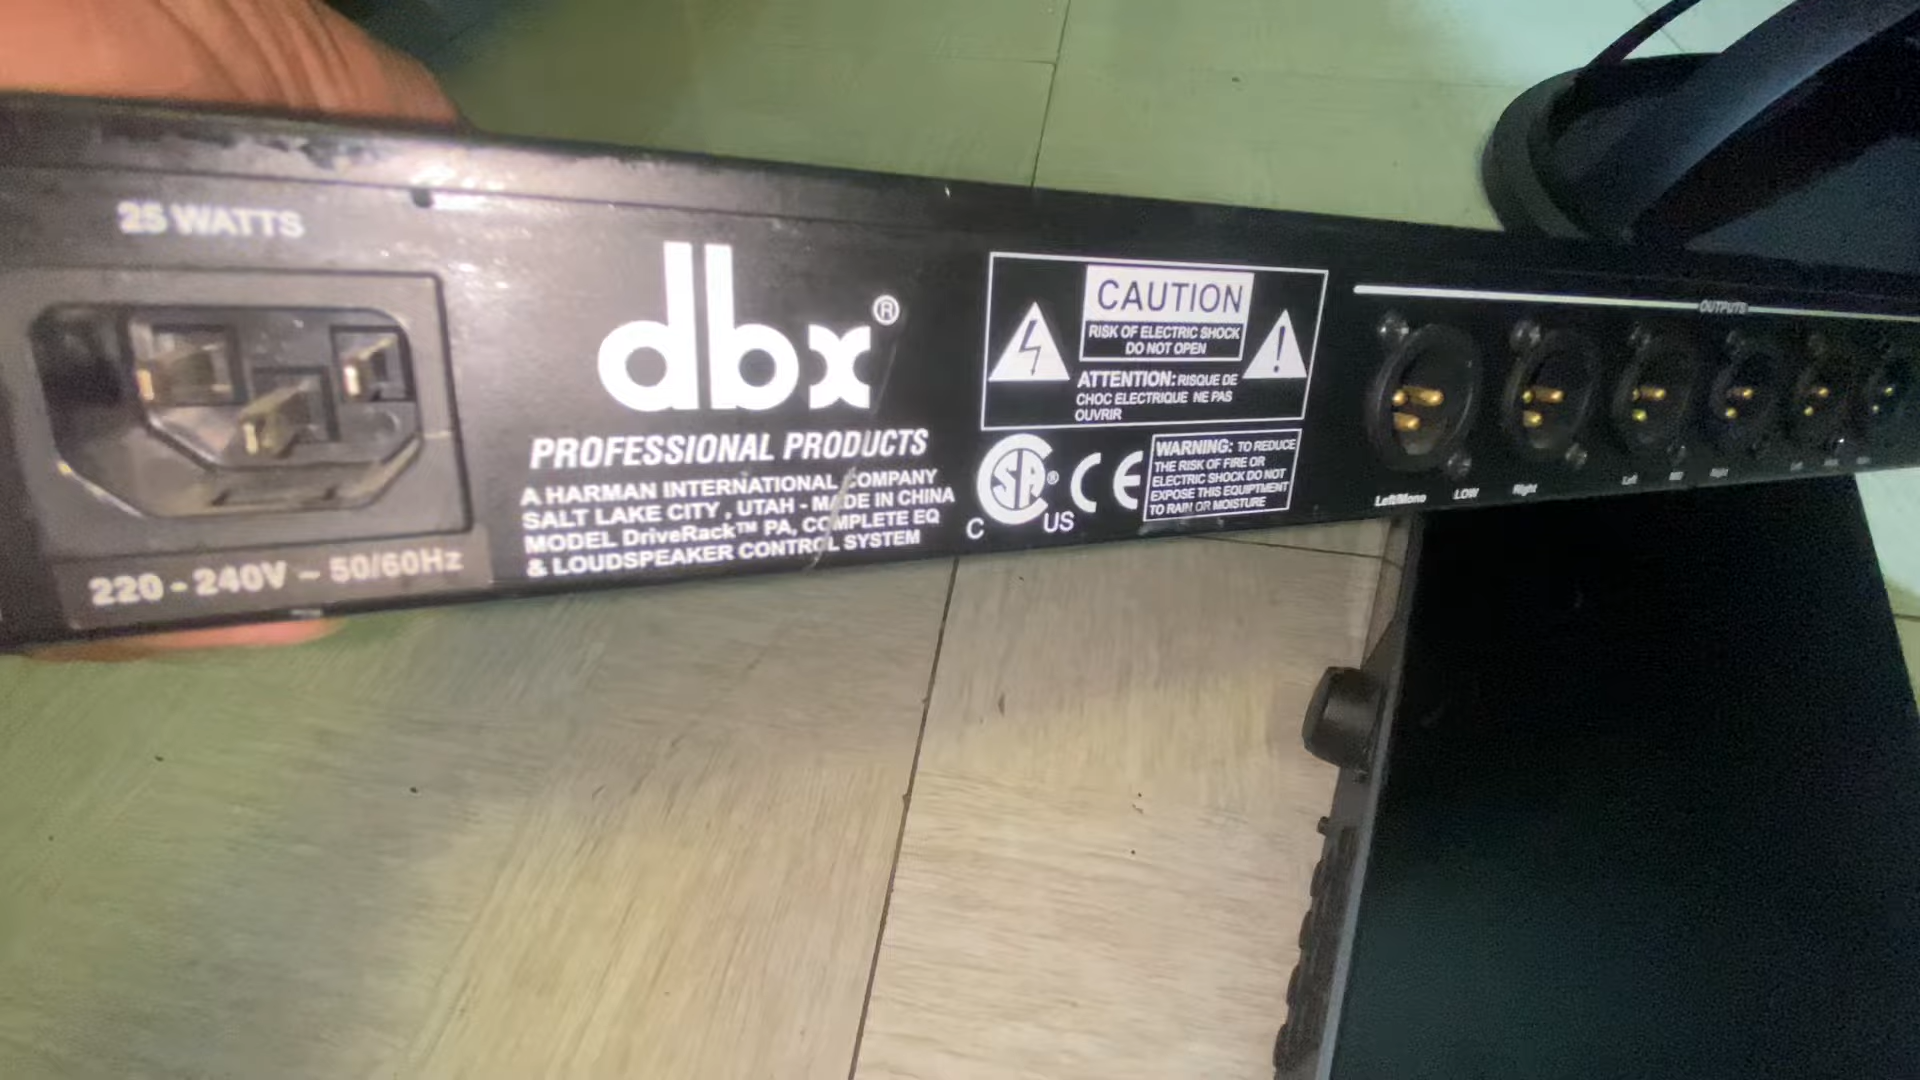 25 WATTS
220 - 240V ~ 50/60Hz
dbx®
PROFESSIONAL PRODUCTS
A HARMAN INTERNATIONAL COMPANY
SALT LAKE CITY , UTAH - MADE IN CHINA
MODEL DriveRack™ PA, COMPLETE EQ
& LOUDSPEAKER CONTROL SYSTEM
CAUTION
RISK OF ELECTRIC SHOCK
DO NOT OPEN
ATTENTION: RISQUE DE
CHOC ELECTRIQUE NE PAS
OUVRIR
C SA® US CE
WARNING: TO REDUCE
THE RISK OF FIRE OR
ELECTRIC SHOCK DO NOT
EXPOSE THIS EQUIPTMENT
TO RAIN OR MOISTURE
OUTPUTS
Left/Mono LOW Right
Left Right